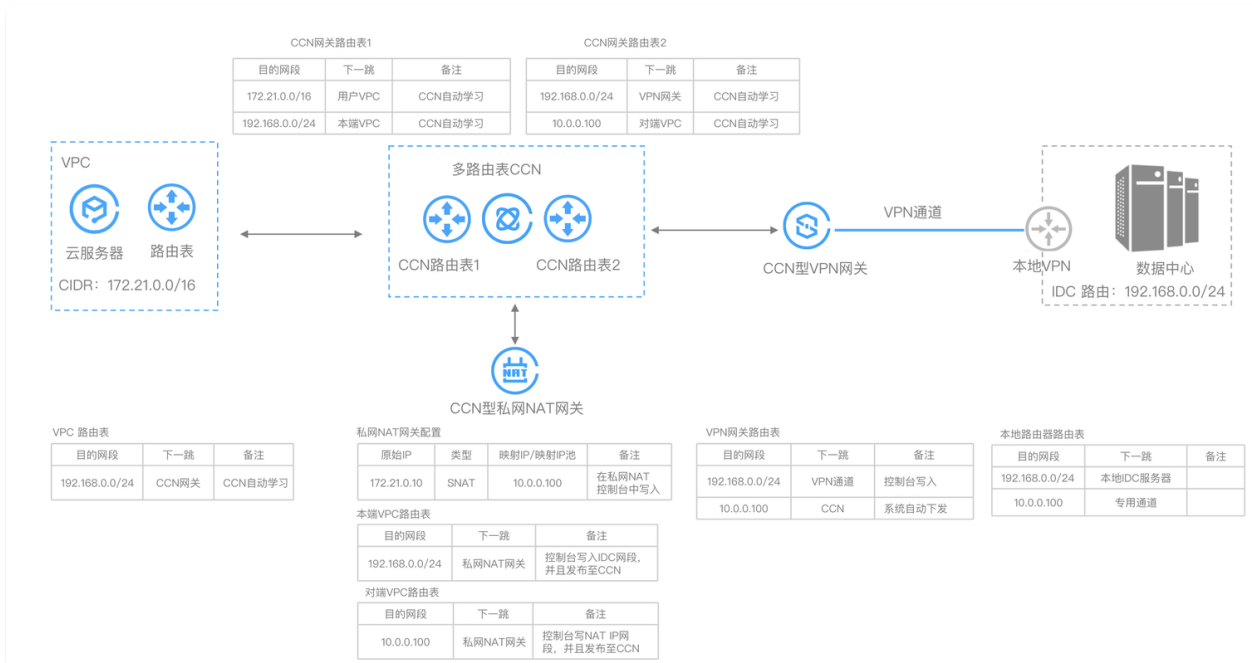 CCN网关路由表1
目的网段 下一跳 备注
172.21.0.0/16 用户VPC CCN自动学习
192.168.0.0/24 本端VPC CCN自动学习
CCN网关路由表2
目的网段 下一跳 备注
192.168.0.0/24 VPN网关 CCN自动学习
10.0.0.100 对端VPC CCN自动学习
VPC
云服务器
路由表
CIDR：172.21.0.0/16
多路由表CCN
CCN路由表1
CCN路由表2
CCN型VPN网关
VPN通道
本地VPN
数据中心
IDC 路由：192.168.0.0/24
NAT
CCN型私网NAT网关
VPC 路由表
目的网段 下一跳 备注
192.168.0.0/24 CCN网关 CCN自动学习
私网NAT网关配置
原始IP 类型 映射IP/映射IP池 备注
172.21.0.10 SNAT 10.0.0.100 在私网NAT
控制台中写入
本端VPC路由表
目的网段 下一跳 备注
192.168.0.0/24 私网NAT网关 控制台写入IDC网段，
并且发布至CCN
对端VPC路由表
目的网段 下一跳 备注
10.0.0.100 私网NAT网关 控制台写NAT IP网
段，并且发布至CCN
VPN网关路由表
目的网段 下一跳 备注
192.168.0.0/24 VPN通道 控制台写入
10.0.0.100 CCN 系统自动下发
本地路由器路由表
目的网段 下一跳 备注
192.168.0.0/24 本地IDC服务器
10.0.0.100 专用通道